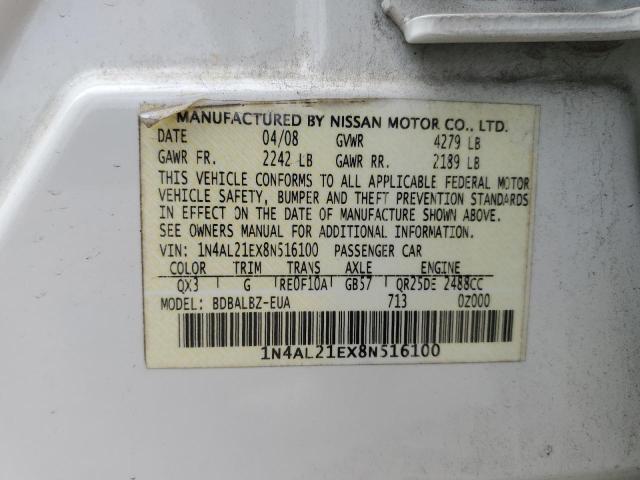 MANUFACTURED BY NISSAN MOTOR CO., LTD.
DATE 04/08 GVWR 4279 LB
GAWR FR. 2242 LB GAWR RR. 2189 LB
THIS VEHICLE CONFORMS TO ALL APPLICABLE FEDERAL MOTOR
VEHICLE SAFETY, BUMPER AND THEFT PREVENTION STANDARDS
IN EFFECT ON THE DATE OF MANUFACTURE SHOWN ABOVE.
SEE OWNERS MANUAL FOR ADDITIONAL INFORMATION.
VIN: 1N4AL21EX8N516100 PASSENGER CAR
COLOR TRIM TRANS AXLE ENGINE
QX3 G RE0F10A GB57 QR25DE 2488CC
MODEL: BDBALBZ-EUA 713 0Z000
1N4AL21EX8N516100